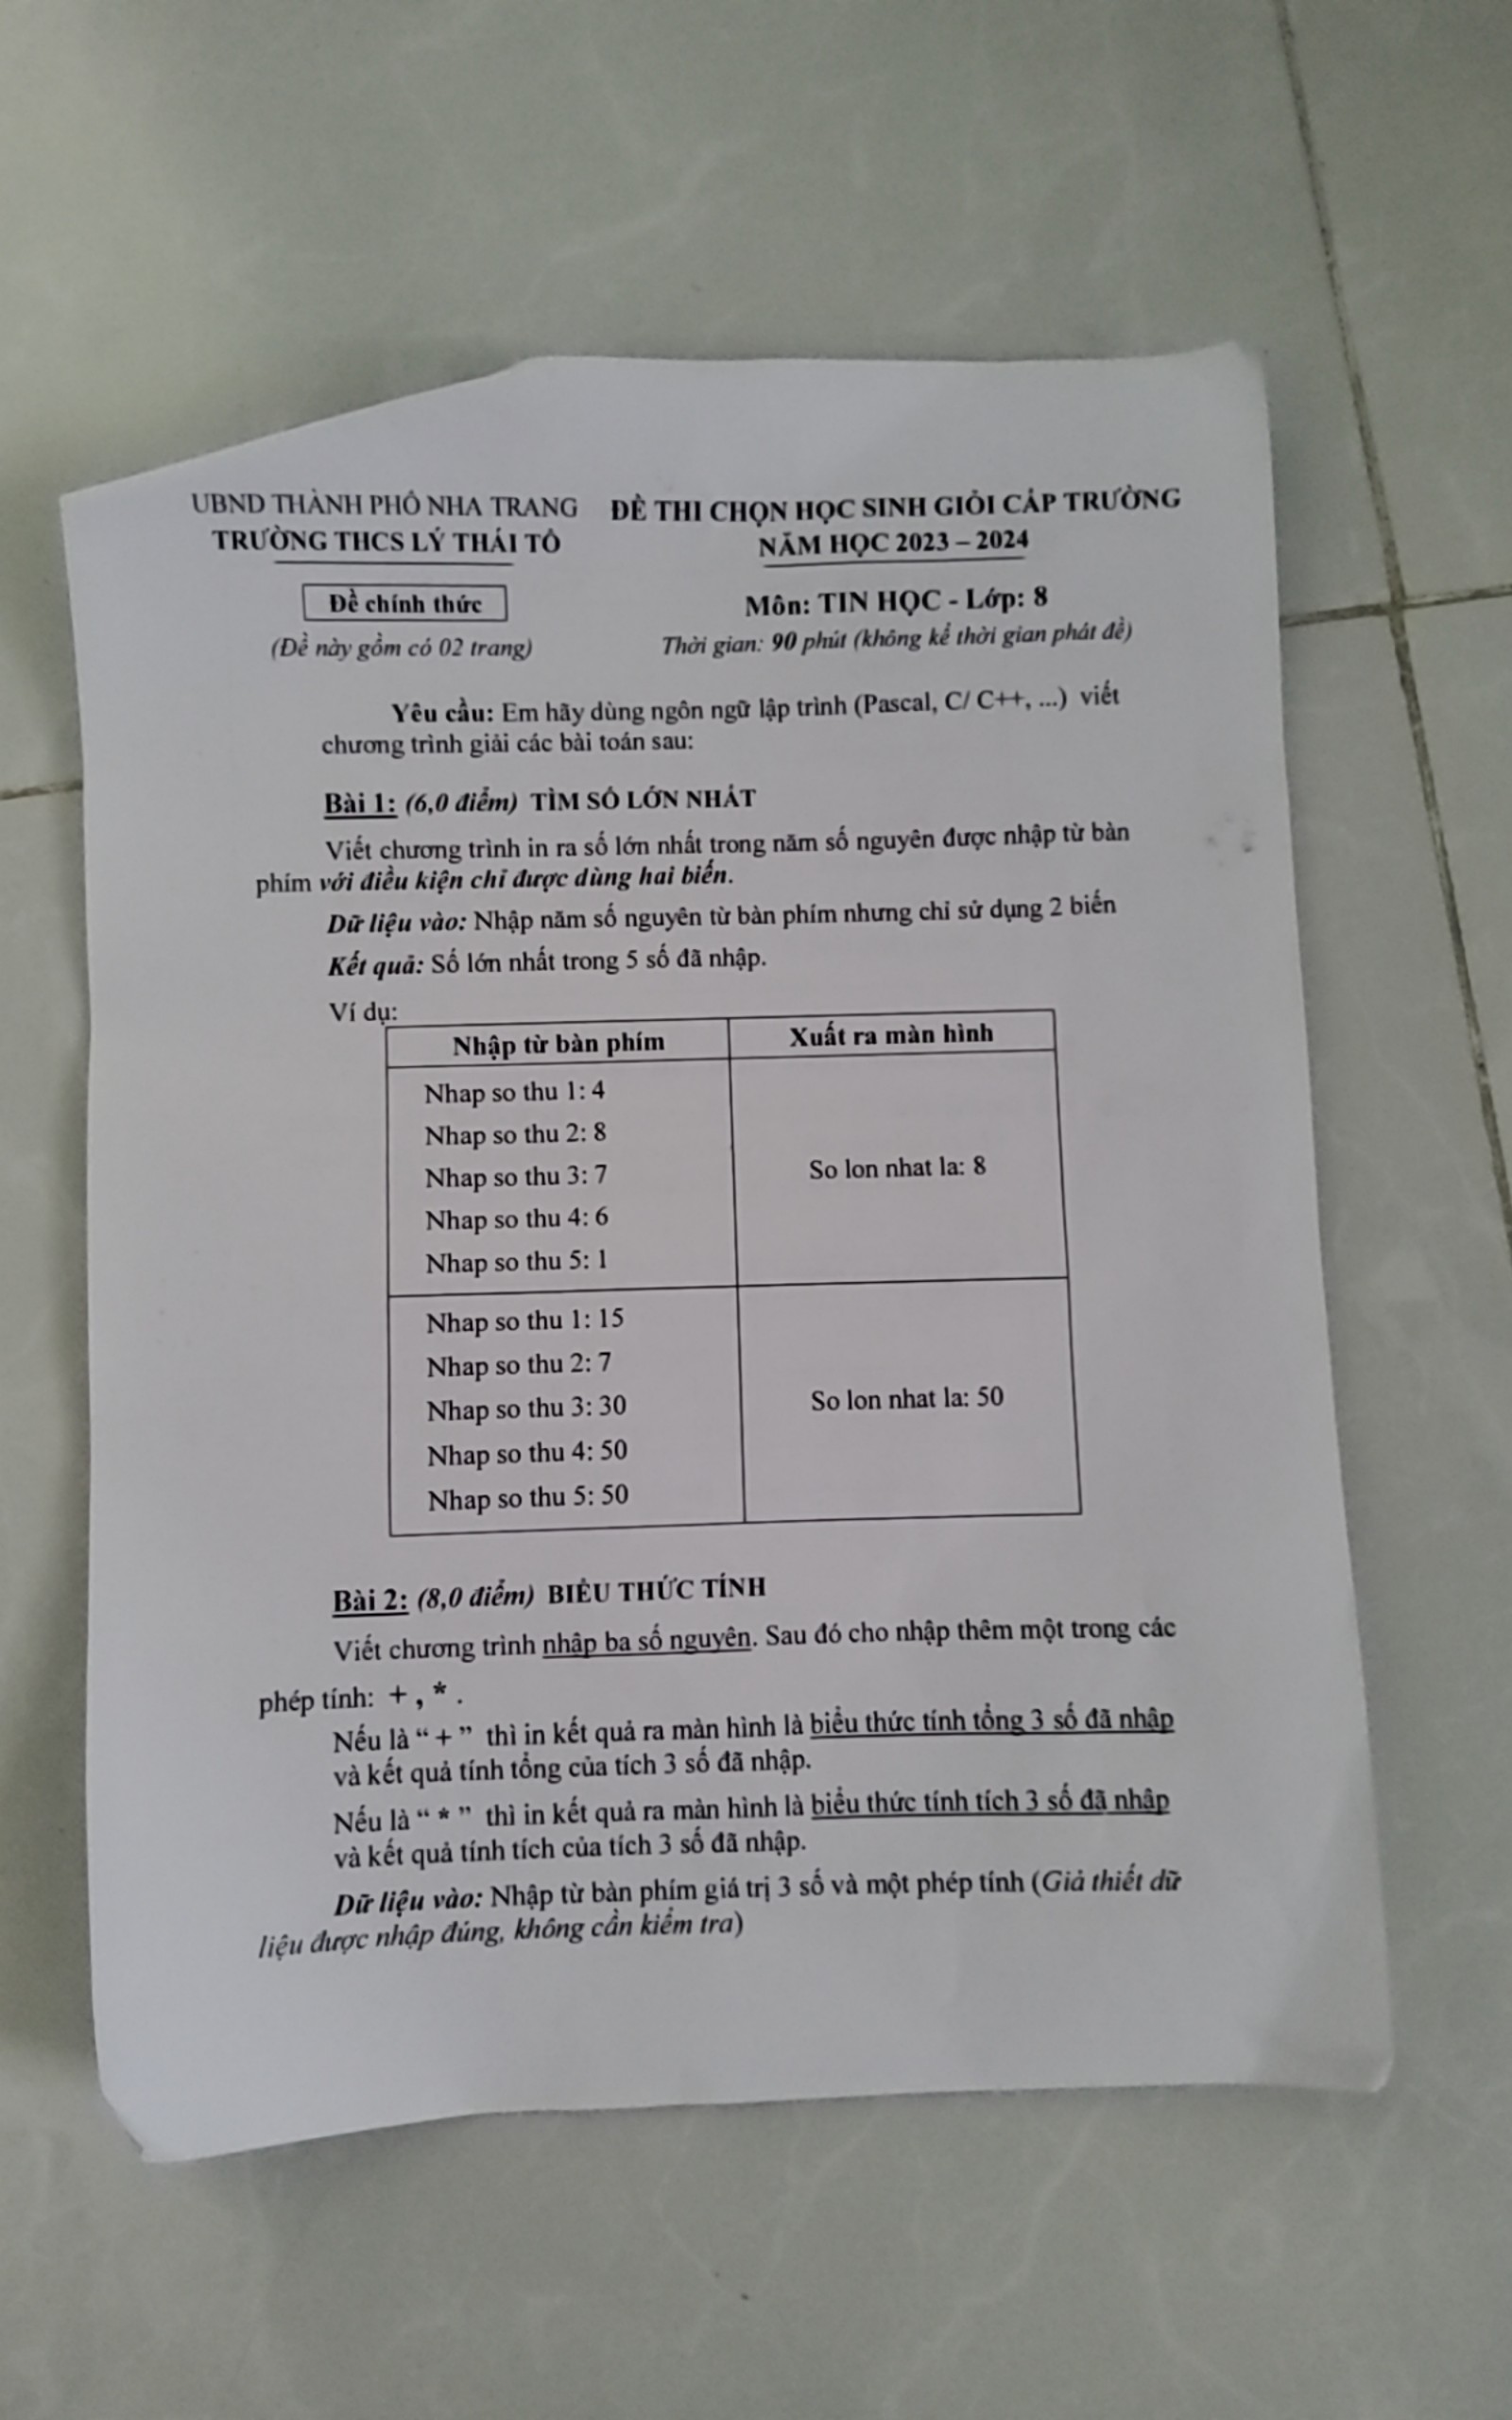 UBND THÀNH PHỐ NHA TRANG ĐỀ THI CHỌN HỌC SINH GIỎI CẤP TRƯỜNG
TRƯỜNG THCS LÝ THÁI TỔ NĂM HỌC 2023 – 2024
Đề chính thức Môn: TIN HỌC - Lớp: 8
(Đề này gồm có 02 trang) Thời gian: 90 phút (không kể thời gian phát đề)
Yêu cầu: Em hãy dùng ngôn ngữ lập trình (Pascal, C/ C++, ...) viết
chương trình giải các bài toán sau:
Bài 1: (6,0 điểm) TÌM SỐ LỚN NHẤT
Viết chương trình in ra số lớn nhất trong năm số nguyên được nhập từ bàn
phím với điều kiện chỉ được dùng hai biến.
Dữ liệu vào: Nhập năm số nguyên từ bàn phím nhưng chỉ sử dụng 2 biến
Kết quả: Số lớn nhất trong 5 số đã nhập.
Ví dụ:
Nhập từ bàn phím Xuất ra màn hình
Nhap so thu 1: 4
Nhap so thu 2: 8
Nhap so thu 3: 7
Nhap so thu 4: 6
Nhap so thu 5: 1
So lon nhat la: 8
Nhap so thu 1: 15
Nhap so thu 2: 7
Nhap so thu 3: 30
Nhap so thu 4: 50
Nhap so thu 5: 50
So lon nhat la: 50
Bài 2: (8,0 điểm) BIỂU THỨC TÍNH
Viết chương trình nhập ba số nguyên. Sau đó cho nhập thêm một trong các
phép tính: + , * .
Nếu là “ + ” thì in kết quả ra màn hình là biểu thức tính tổng 3 số đã nhập
và kết quả tính tổng của tích 3 số đã nhập.
Nếu là “ * ” thì in kết quả ra màn hình là biểu thức tính tích 3 số đã nhập
và kết quả tính tích của tích 3 số đã nhập.
Dữ liệu vào: Nhập từ bàn phím giá trị 3 số và một phép tính (Giả thiết dữ
liệu được nhập đúng, không cần kiểm tra)